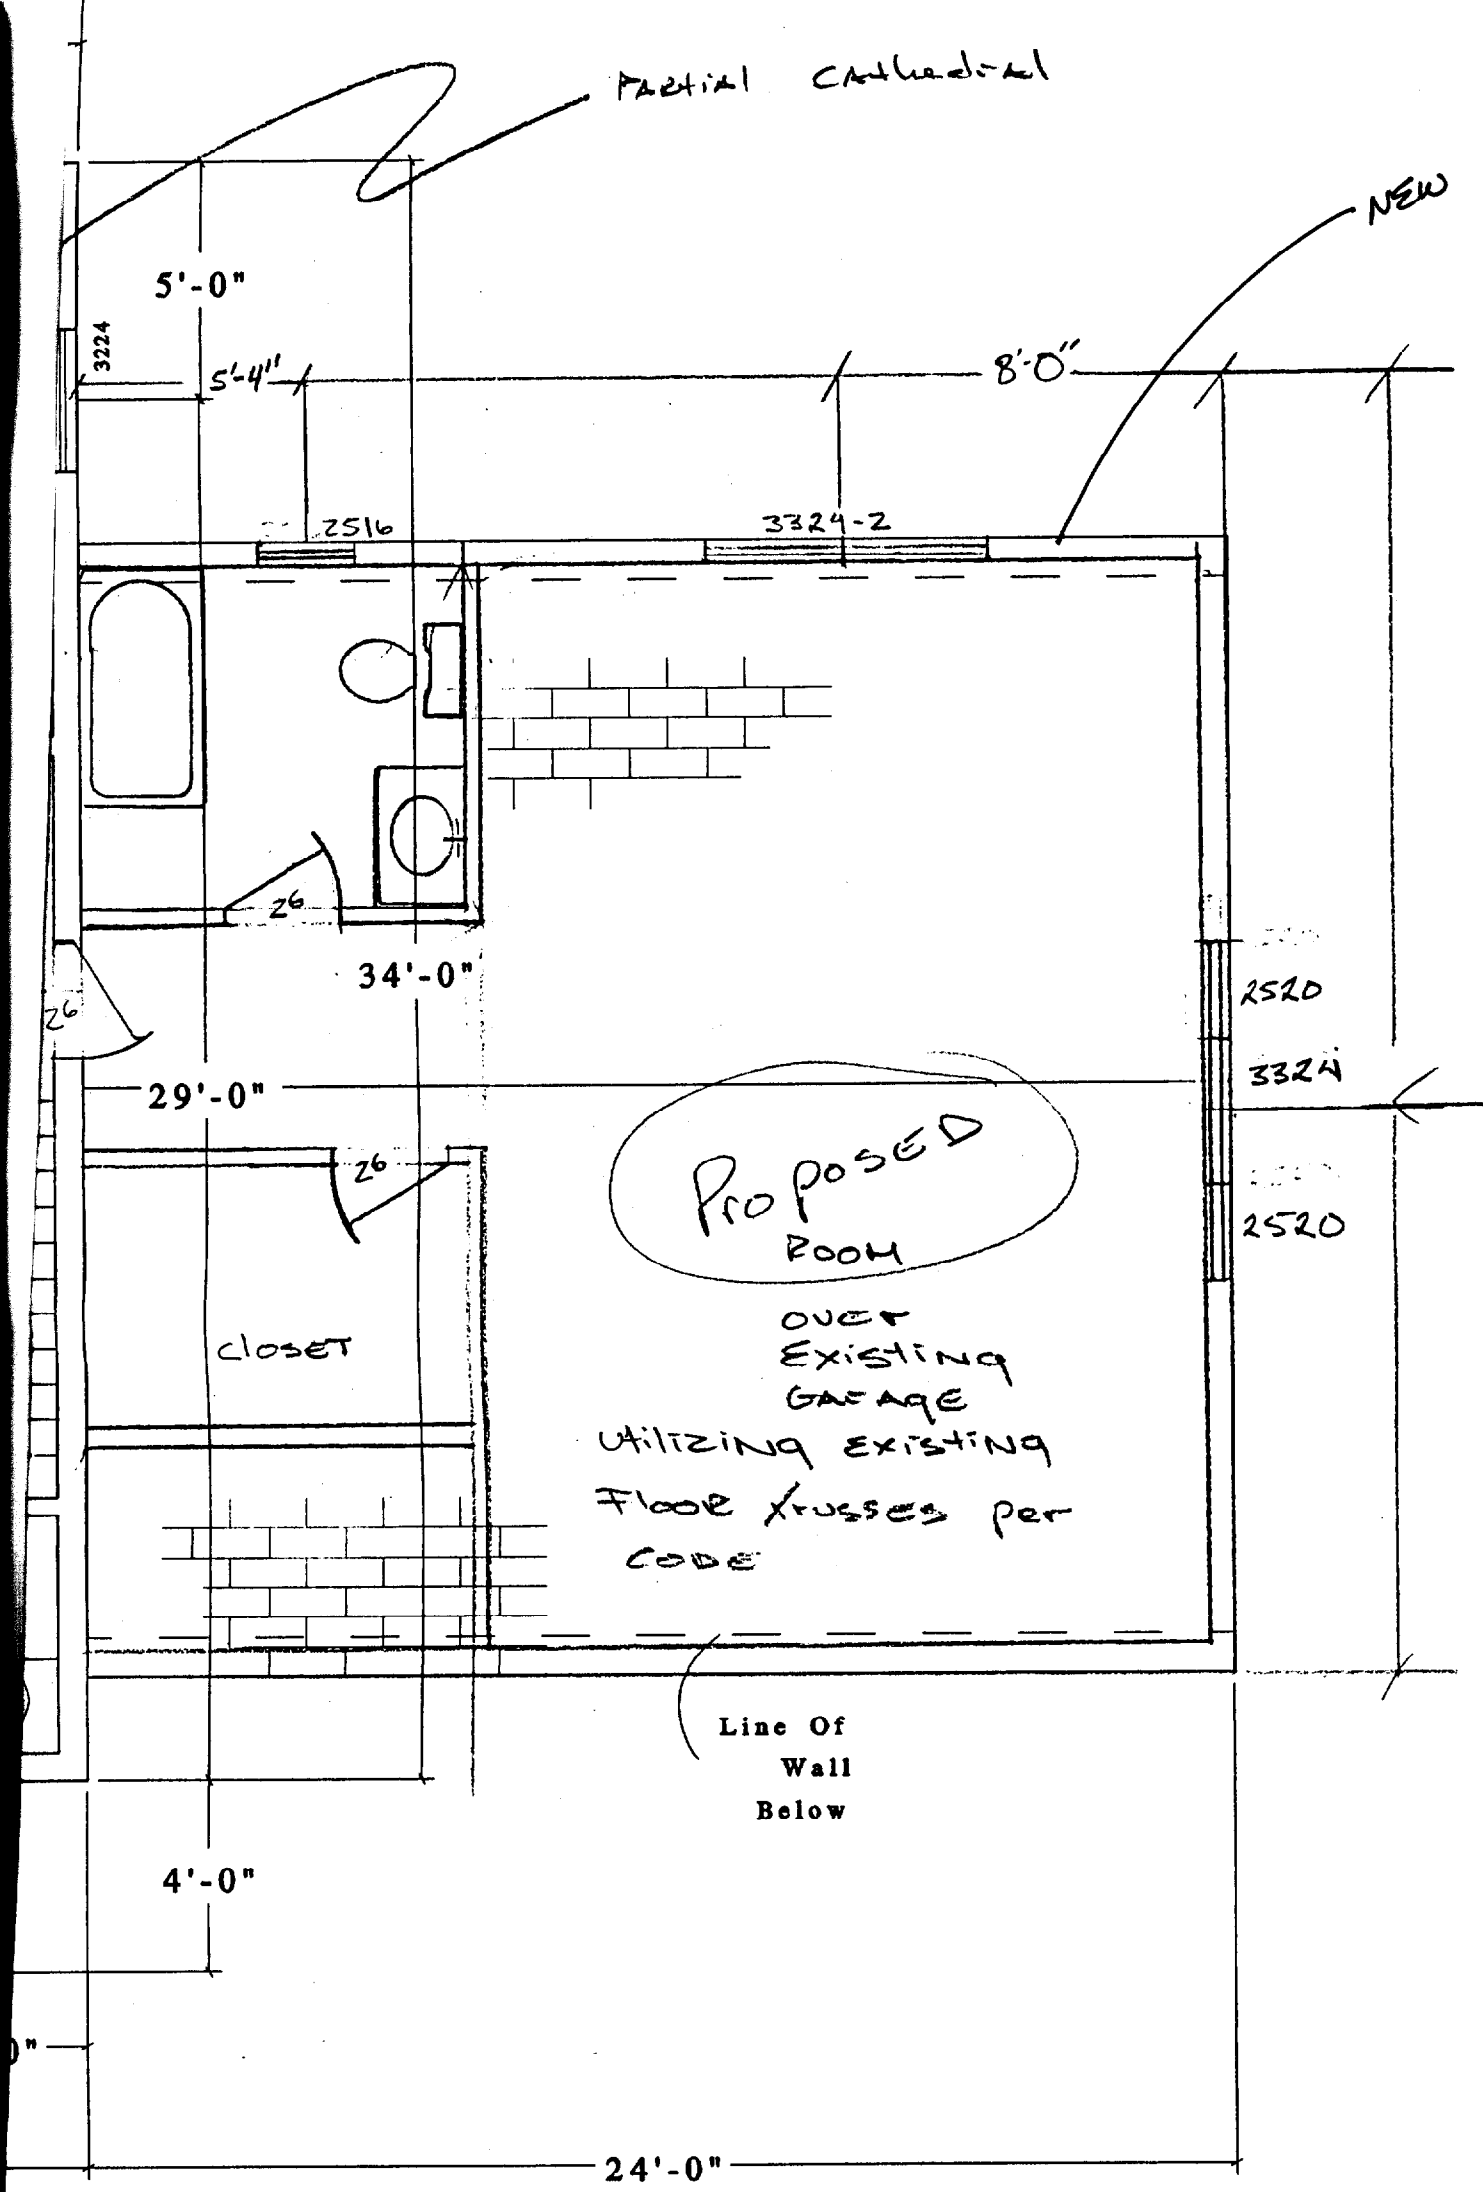 PARTIAL CATHEDRIAL
NEW
5'-0"
3224
5'-4"
8'-0"
2516
3324-2
26
34'-0"
2520
26
29'-0"
3324
PROPOSED
ROOM
26
2520
OVER
EXISTING
CLOSET
GARAGE
UTILIZING EXISTING
FLOOR TRUSSES PER
CODE
Line Of
Wall
Below
4'-0"
0"
24'-0"